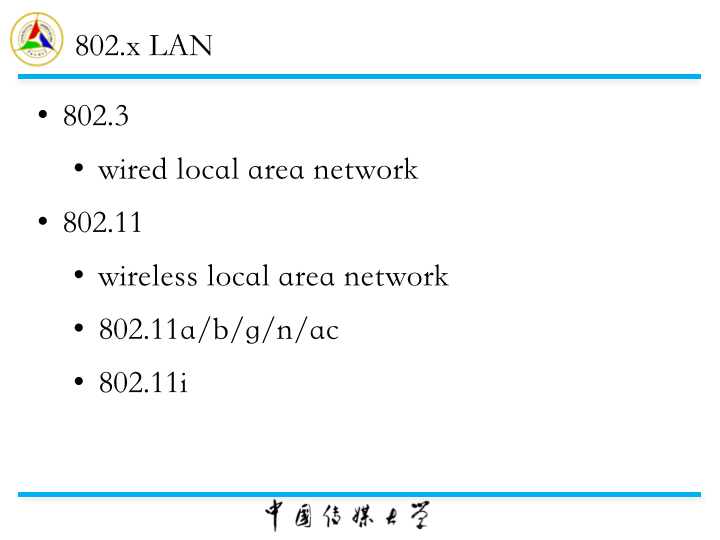 802.x LAN
• 802.3
• wired local area network
• 802.11
• wireless local area network
• 802.11a/b/g/n/ac
• 802.11i
中国传媒大学